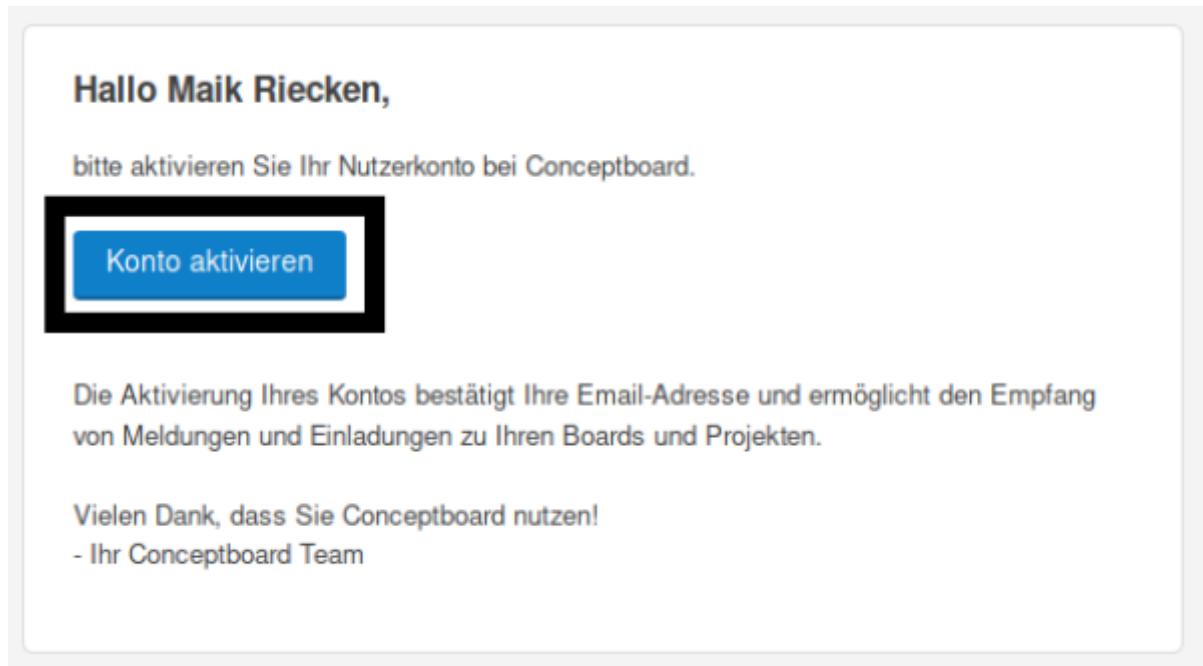 Hallo Maik Riecken,
bitte aktivieren Sie Ihr Nutzerkonto bei Conceptboard.
Konto aktivieren
Die Aktivierung Ihres Kontos bestätigt Ihre Email-Adresse und ermöglicht den Empfang
von Meldungen und Einladungen zu Ihren Boards und Projekten.
Vielen Dank, dass Sie Conceptboard nutzen!
- Ihr Conceptboard Team